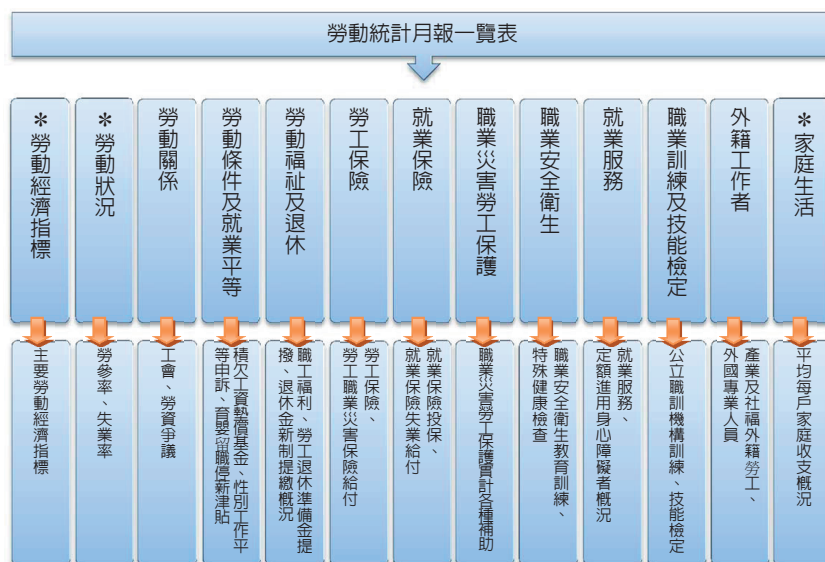 勞動統計月報一覽表
＊勞動經濟指標
＊勞動狀況
勞動關係
勞動條件及就業平等
勞動福祉及退休
勞工保險
就業保險
職業災害勞工保護
職業安全衛生
就業服務
職業訓練及技能檢定
外籍工作者
＊家庭生活
主要勞動經濟指標
勞參率、失業率
工會、勞資爭議
積欠工資墊償基金、性別工作平
等申訴、育嬰留職停薪津貼
職工福利、勞工退休準備金提
撥、退休金新制提繳概況
勞工保險、
勞工職業災害保險給付
就業保險投保、
就業保險失業給付
職業災害勞工保護實計各種補助
職業安全衛生教育訓練、
特殊健康檢查
就業服務、
定額進用身心障礙者概況
公立職訓機構訓練、技能檢定
產業及社福外籍勞工、
外國專業人員
平均每戶家庭收支概況